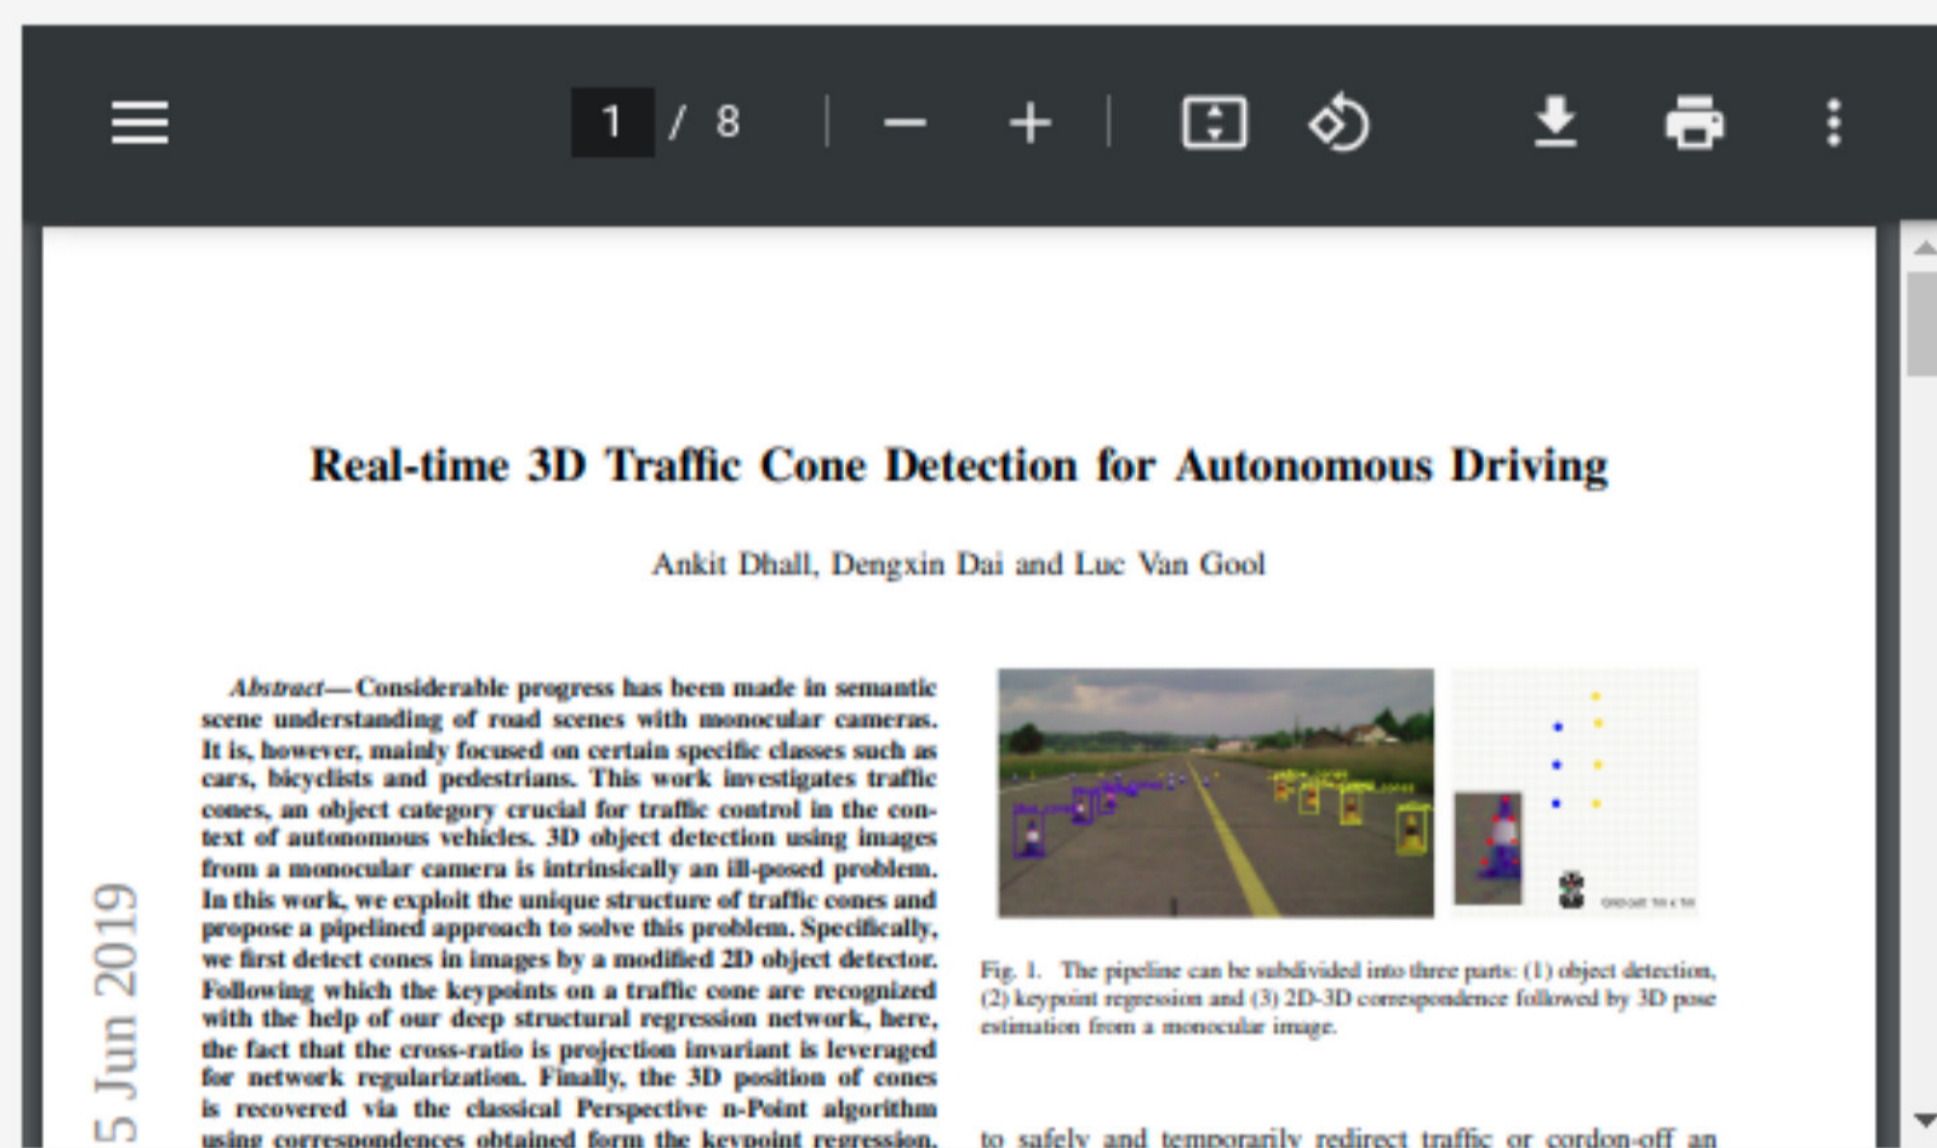 1 / 8
Real-time 3D Traffic Cone Detection for Autonomous Driving
Ankit Dhall, Dengxin Dai and Luc Van Gool
Abstract—Considerable progress has been made in semantic
scene understanding of road scenes with monocular cameras.
It is, however, mainly focused on certain specific classes such as
cars, bicyclists and pedestrians. This work investigates traffic
cones, an object category crucial for traffic control in the con-
text of autonomous vehicles. 3D object detection using images
from a monocular camera is intrinsically an ill-posed problem.
In this work, we exploit the unique structure of traffic cones and
propose a pipelined approach to solve this problem. Specifically,
we first detect cones in images by a modified 2D object detector.
Following which the keypoints on a traffic cone are recognized
with the help of our deep structural regression network, here,
the fact that the cross-ratio is projection invariant is leveraged
for network regularization. Finally, the 3D position of cones
is recovered via the classical Perspective n-Point algorithm
using correspondences obtained form the keypoint regression.
Fig. 1. The pipeline can be subdivided into three parts: (1) object detection,
(2) keypoint regression and (3) 2D-3D correspondence followed by 3D pose
estimation from a monocular image.
to safely and temporarily redirect traffic or cordon-off an
5 Jun 2019